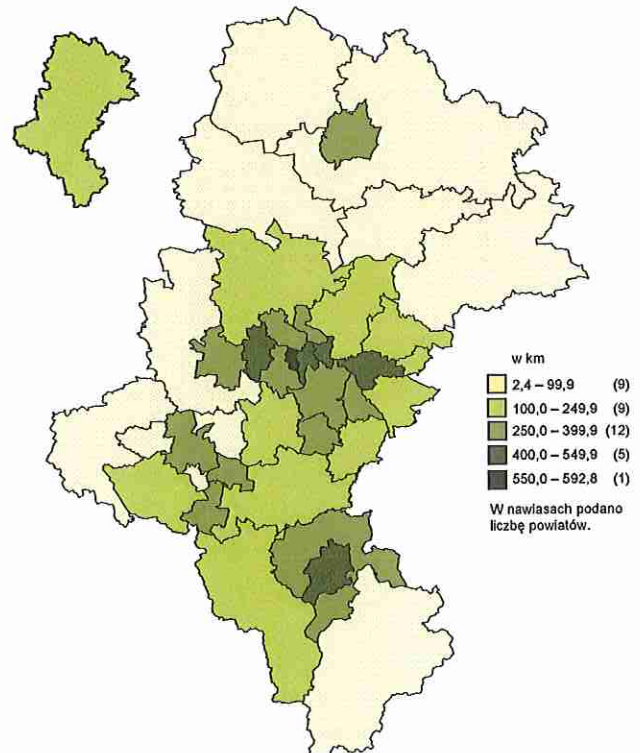 w km
2,4 – 99,9 (9)
100,0 – 249,9 (9)
250,0 – 399,9 (12)
400,0 – 549,9 (5)
550,0 – 592,8 (1)
W nawiasach podano
liczbę powiatów.